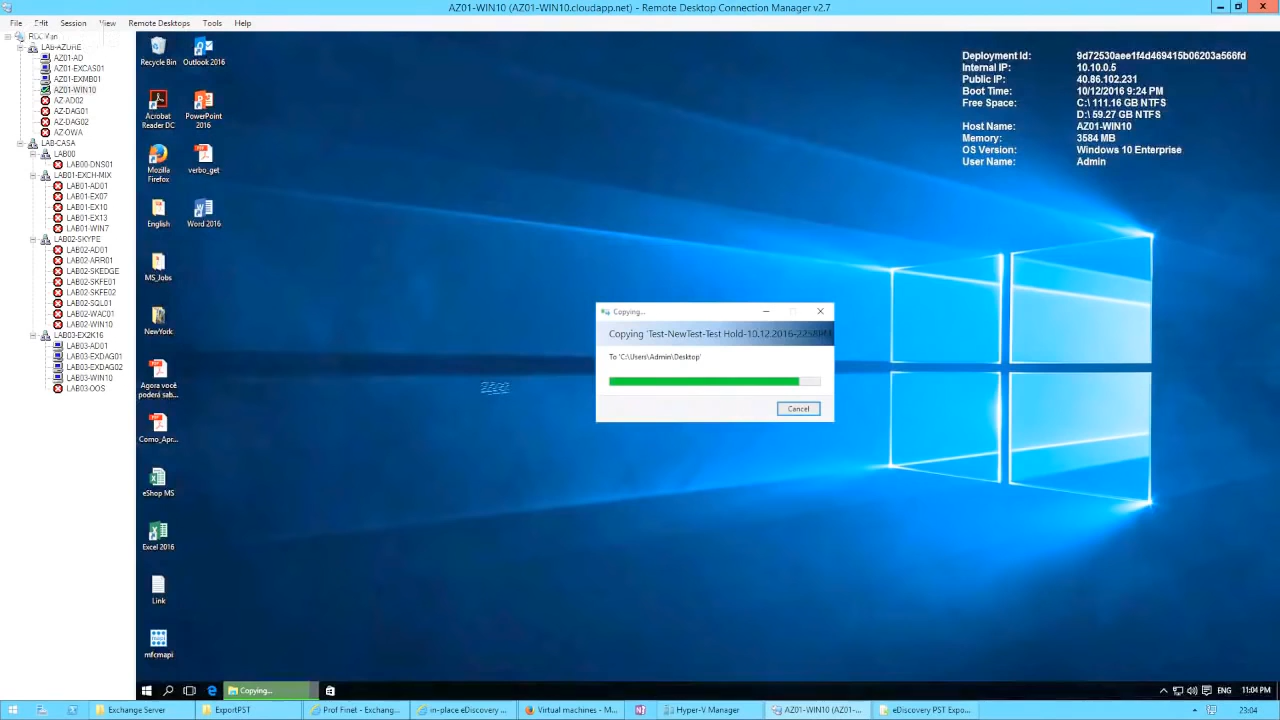 AZ01-WIN10 (AZ01-WIN10.cloudapp.net) - Remote Desktop Connection Manager v2.7
File Edit Session View Remote Desktops Tools Help
LAB-AZURE
AZ01-AD
AZ01-EXCAS01
AZ01-EXMB01
AZ01-WIN10
AZ-AD02
AZ-DAG01
AZ-DAG02
AZ-OWA
LAB-CASA
LAB00
LAB00-DNS01
LAB01-EXCH-MIX
LAB01-AD01
LAB01-EX07
LAB01-EX10
LAB01-EX13
LAB01-WIN7
LAB02-SKYPE
LAB02-AD01
LAB02-ARR01
LAB02-SKEDGE
LAB02-SKFE01
LAB02-SKFE02
LAB02-SQL01
LAB02-WAC01
LAB02-WIN10
LAB03-EX2K16
LAB03-AD01
LAB03-EXDAG01
LAB03-EXDAG02
LAB03-WIN10
LAB03-OOS
Recycle Bin
Outlook 2016
Acrobat
Reader DC
PowerPoint
2016
Mozilla
Firefox
verbo_get
English
Word 2016
MS_Jobs
NewYork
Agora você
poderá sab...
Como_Apr...
eShop MS
Excel 2016
Link
mfcmapi
Deployment Id: 9d72530aee1f4d469415b06203a566fd
Internal IP: 10.10.0.5
Public IP: 40.86.102.231
Boot Time: 10/12/2016 9:24 PM
Free Space: C:\ 111.16 GB NTFS
D:\ 59.27 GB NTFS
Host Name: AZ01-WIN10
Memory: 3584 MB
OS Version: Windows 10 Enterprise
User Name: Admin
Copying...
Copying 'Test-NewTest-Test Hold-10.12.2016-2258PM
To 'C:\Users\Admin\Desktop'
Cancel
Copying...
ENG 11:04 PM
Exchange Server ExportPST Prof Finet - Exchang... in-place eDiscovery ... Virtual machines - M... Hyper-V Manager AZ01-WIN10 (AZ01-... eDiscovery PST Expo... 23:04